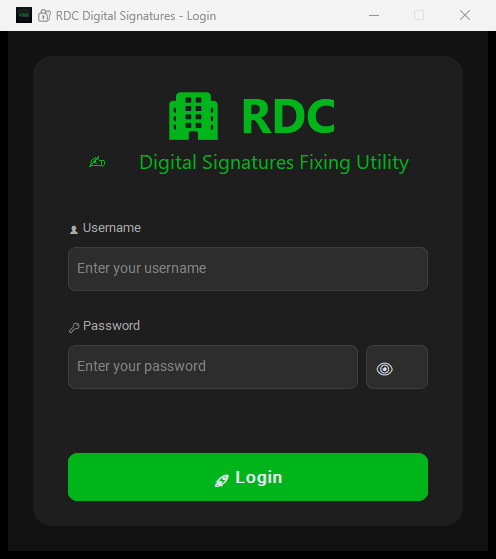 RDC Digital Signatures - Login
RDC
Digital Signatures Fixing Utility
Username
Enter your username
Password
Enter your password
Login